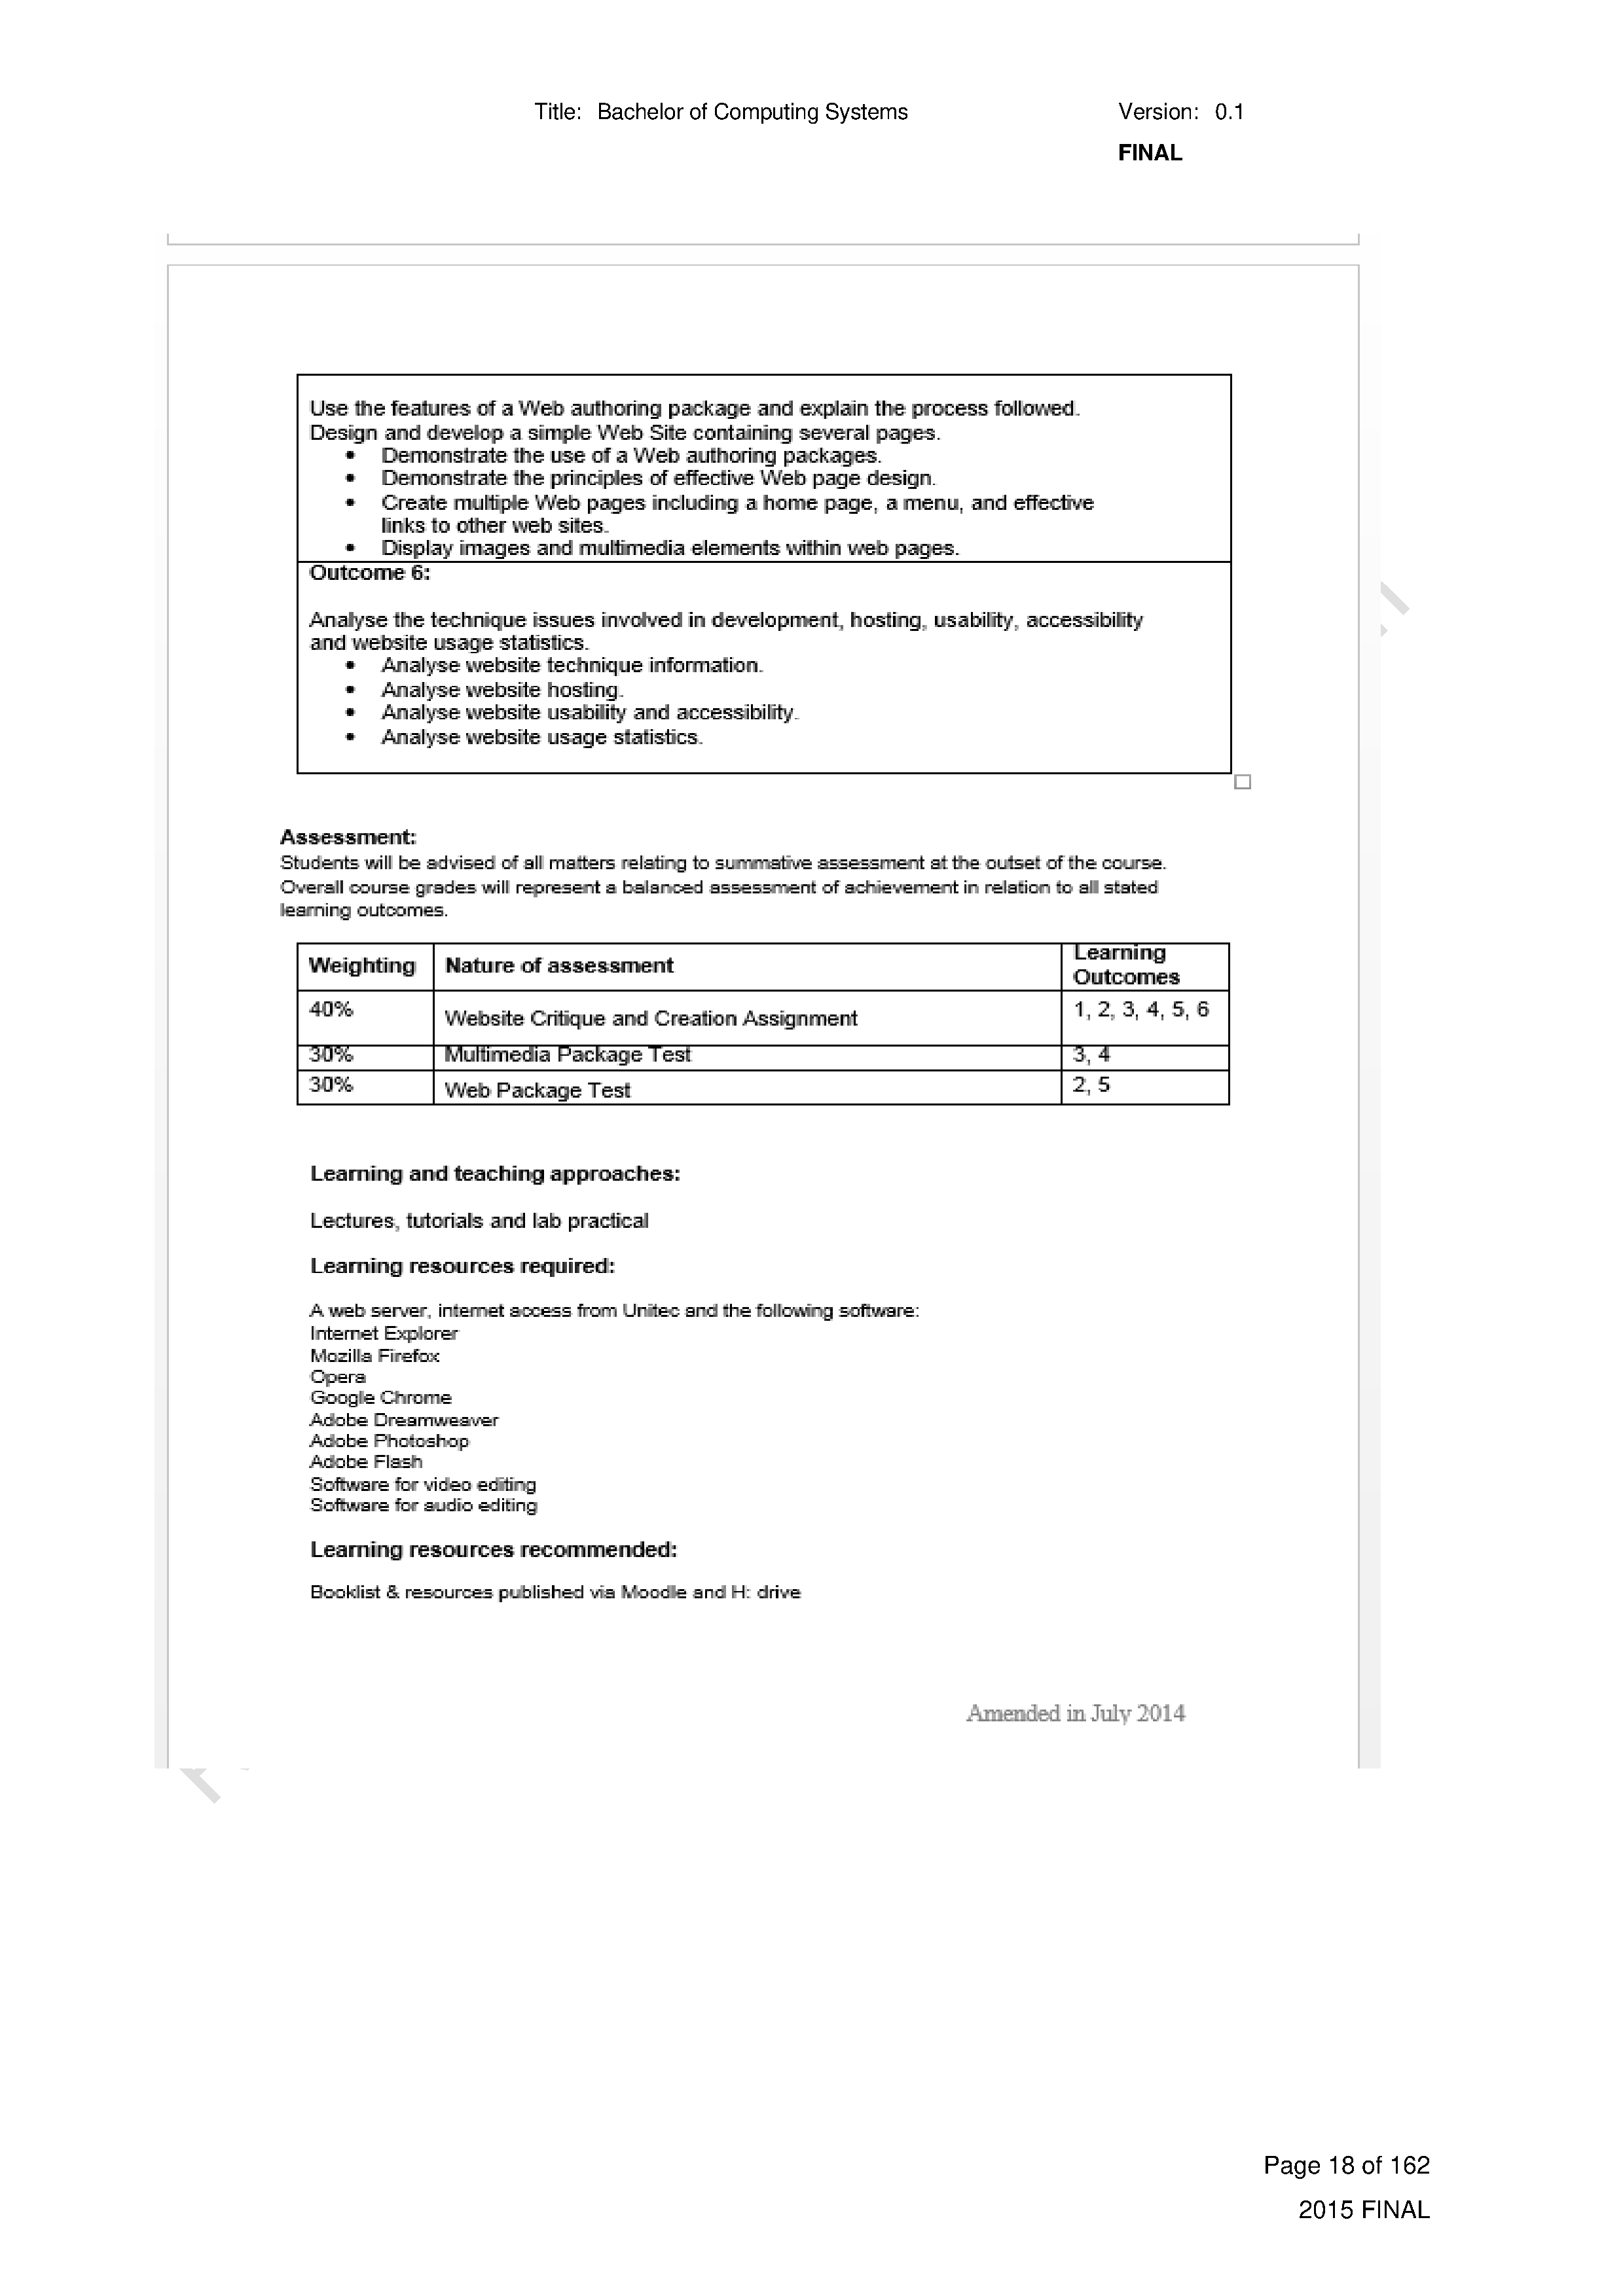 Title: Bachelor of Computing Systems Version: 0.1
FINAL
Use the features of a Web authoring package and explain the process followed.
Design and develop a simple Web Site containing several pages.
• Demonstrate the use of a Web authoring packages.
• Demonstrate the principles of effective Web page design.
• Create multiple Web pages including a home page, a menu, and effective
links to other web sites.
• Display images and multimedia elements within web pages.
Outcome 6:
Analyse the technique issues involved in development, hosting, usability, accessibility
and website usage statistics.
• Analyse website technique information.
• Analyse website hosting.
• Analyse website usability and accessibility.
• Analyse website usage statistics.
Assessment:
Students will be advised of all matters relating to summative assessment at the outset of the course.
Overall course grades will represent a balanced assessment of achievement in relation to all stated
learning outcomes.
Weighting Nature of assessment Learning Outcomes
40% Website Critique and Creation Assignment 1, 2, 3, 4, 5, 6
30% Multimedia Package Test 3, 4
30% Web Package Test 2, 5
Learning and teaching approaches:
Lectures, tutorials and lab practical
Learning resources required:
A web server, internet access from Unitec and the following software:
Internet Explorer
Mozilla Firefox
Opera
Google Chrome
Adobe Dreamweaver
Adobe Photoshop
Adobe Flash
Software for video editing
Software for audio editing
Learning resources recommended:
Booklist & resources published via Moodle and H: drive
Amended in July 2014
Page 18 of 162
2015 FINAL